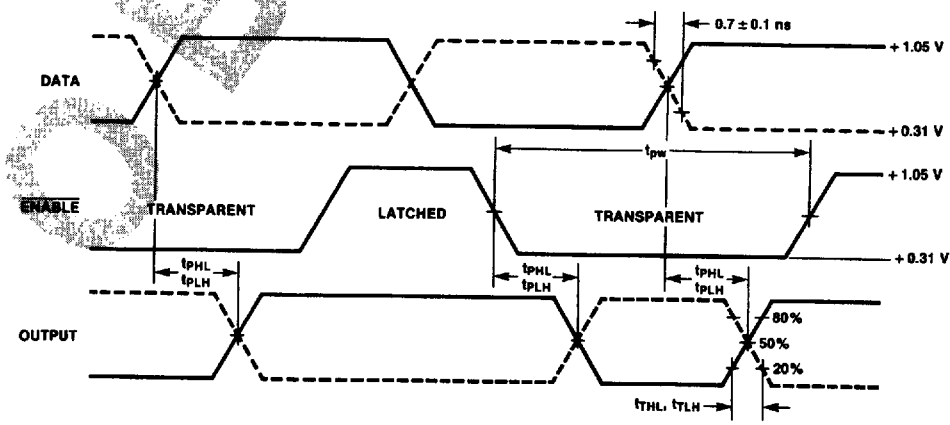 0.7 ± 0.1 ns
+ 1.05 V
DATA
+ 0.31 V
tpw
+ 1.05 V
ENABLE
TRANSPARENT
LATCHED
TRANSPARENT
+ 0.31 V
tPHL
tPLH
tPHL
tPLH
tPHL
tPLH
80%
OUTPUT
50%
20%
tTHL, tTLH